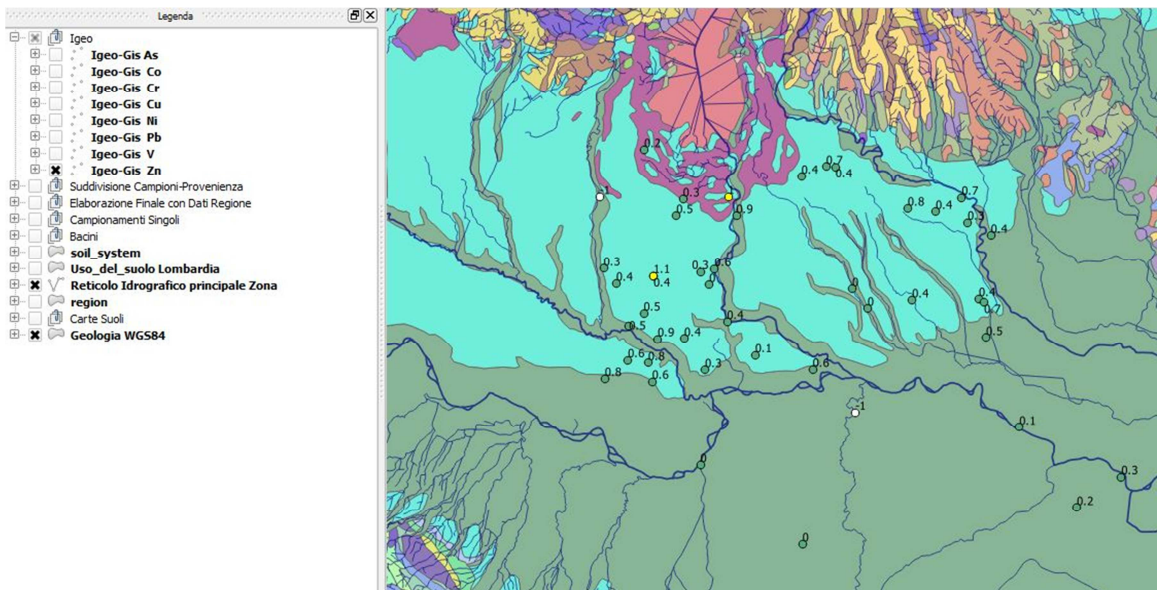 Legenda
Igeo
Igeo-Gis As
Igeo-Gis Co
Igeo-Gis Cr
Igeo-Gis Cu
Igeo-Gis Ni
Igeo-Gis Pb
Igeo-Gis V
Igeo-Gis Zn
Suddivisione Campioni-Provenienza
Elaborazione Finale con Dati Regione
Campionamenti Singoli
Bacini
soil_system
Uso_del_suolo Lombardia
Reticolo Idrografico principale Zona
region
Carte Suoli
Geologia WGS84
0.2
0.7
0.4
0.4
-1
0.3
0.7
0.5
0.9
0.8
0.4
0.3
0.4
0.3
1.1
0.3
0.6
0.4
0.4
0
0
0.4
0.4
0.7
0
0.5
0.5
0.4
0.9
0.4
0.5
0.6
0.8
0.1
0.3
0.6
0.8
0.6
-1
0.1
0
0.3
0.2
0